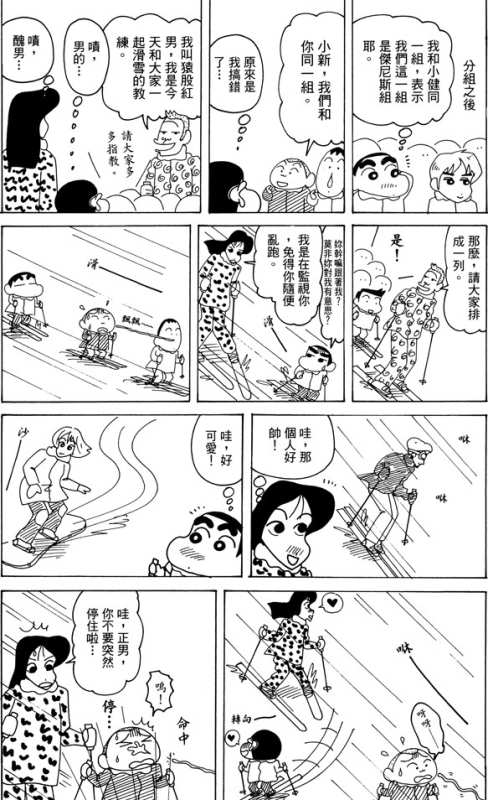 分組之後
我和小健同
一組，表示
我們這一組
是傑尼斯組
耶。
小新，我們和
你同一組。
原來是
我搞錯
了…
我叫猿股紅
男，我是今
天和大家一
起滑雪的教
練。
請大家多
多指教。
嘖，
男的…
嘖，
醜男…
那麼，請大家排
成一列。
是！
妳幹嘛跟著我？
莫非妳對我有意思？
我是在監視你
，免得你隨便
亂跑。
滑
滑
飄飄
咻
咻
哇，那
個人好
帥！
哇，好
可愛！
沙
咻
呀呀
命中
嗚！
停…
哇，正男，
你不要突然
停住啦…